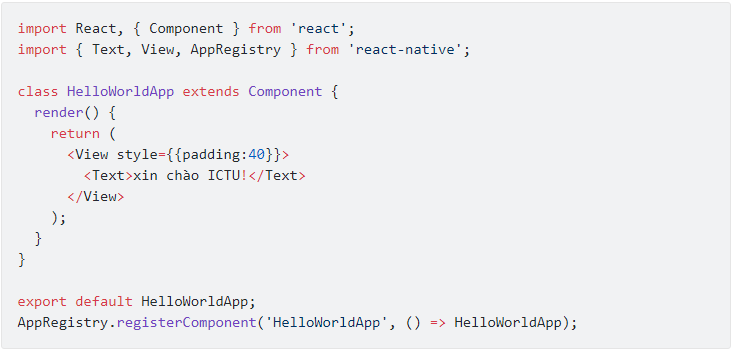 import React, { Component } from 'react';
import { Text, View, AppRegistry } from 'react-native';

class HelloWorldApp extends Component {
  render() {
    return (
      <View style={{padding:40}}>
        <Text>xin chào ICTU!</Text>
      </View>
    );
  }
}

export default HelloWorldApp;
AppRegistry.registerComponent('HelloWorldApp', () => HelloWorldApp);